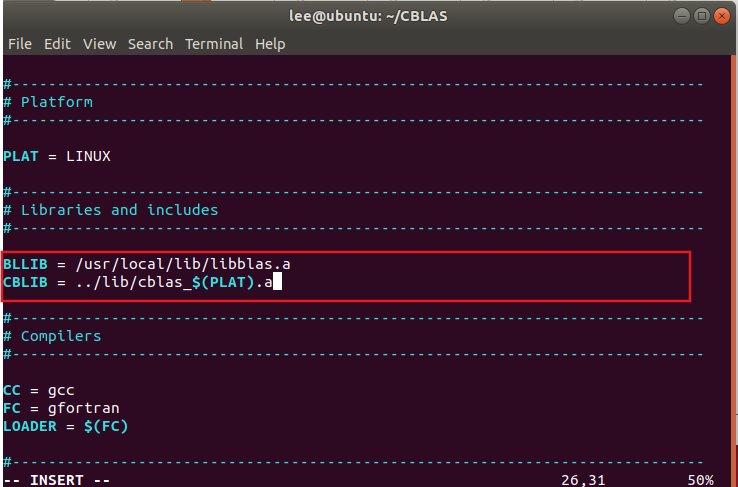 lee@ubuntu: ~/CBLAS
File Edit View Search Terminal Help
#-----------------------------------------------------------------------------
# Platform
#-----------------------------------------------------------------------------
PLAT = LINUX
#-----------------------------------------------------------------------------
# Libraries and includes
#-----------------------------------------------------------------------------
BLLIB = /usr/local/lib/libblas.a
CBLIB = ../lib/cblas_$(PLAT).a
#-----------------------------------------------------------------------------
# Compilers
#-----------------------------------------------------------------------------
CC = gcc
FC = gfortran
LOADER = $(FC)
#-----------------------------------------------------------------------------
-- INSERT -- 26,31 50%